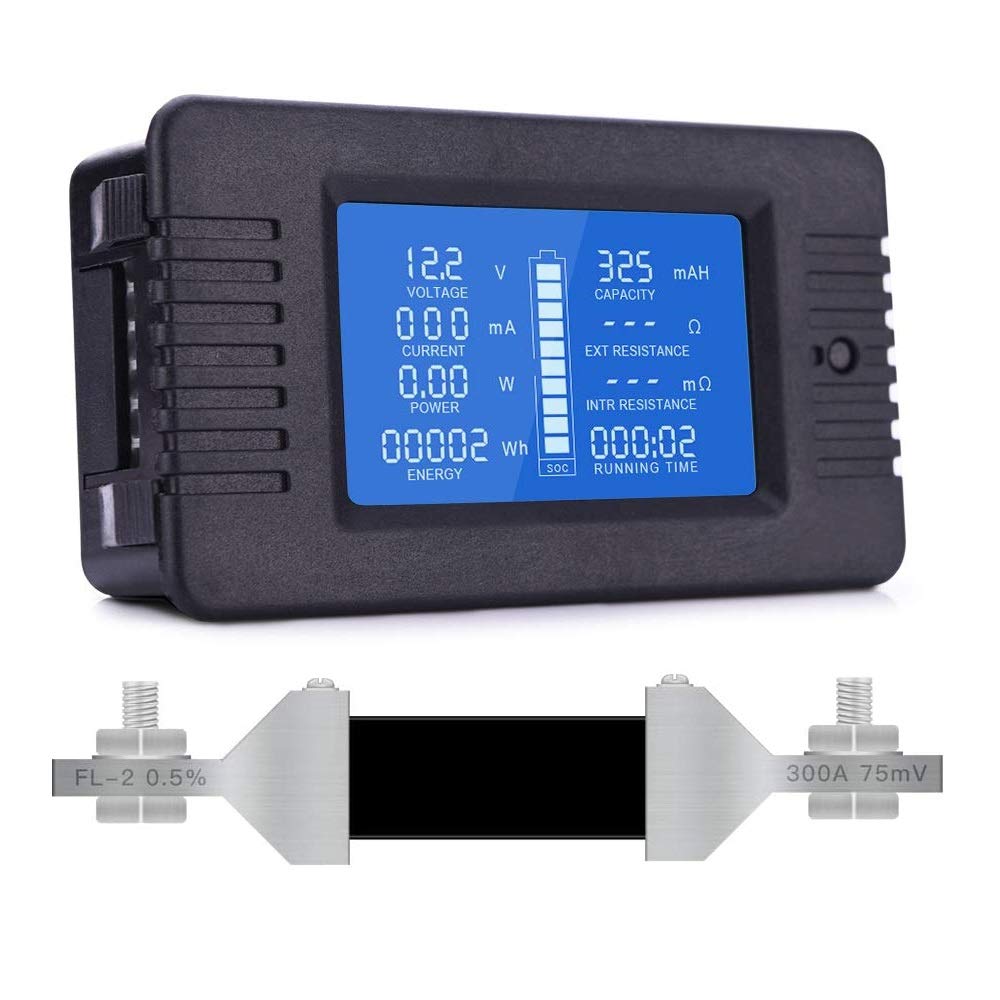 12.2 V
VOLTAGE
000 mA
CURRENT
0.00 W
POWER
00002 Wh
ENERGY
SOC
325 mAH
CAPACITY
--- Ω
EXT RESISTANCE
--- mΩ
INTR RESISTANCE
000:02
RUNNING TIME
FL-2 0.5%
300A 75mV